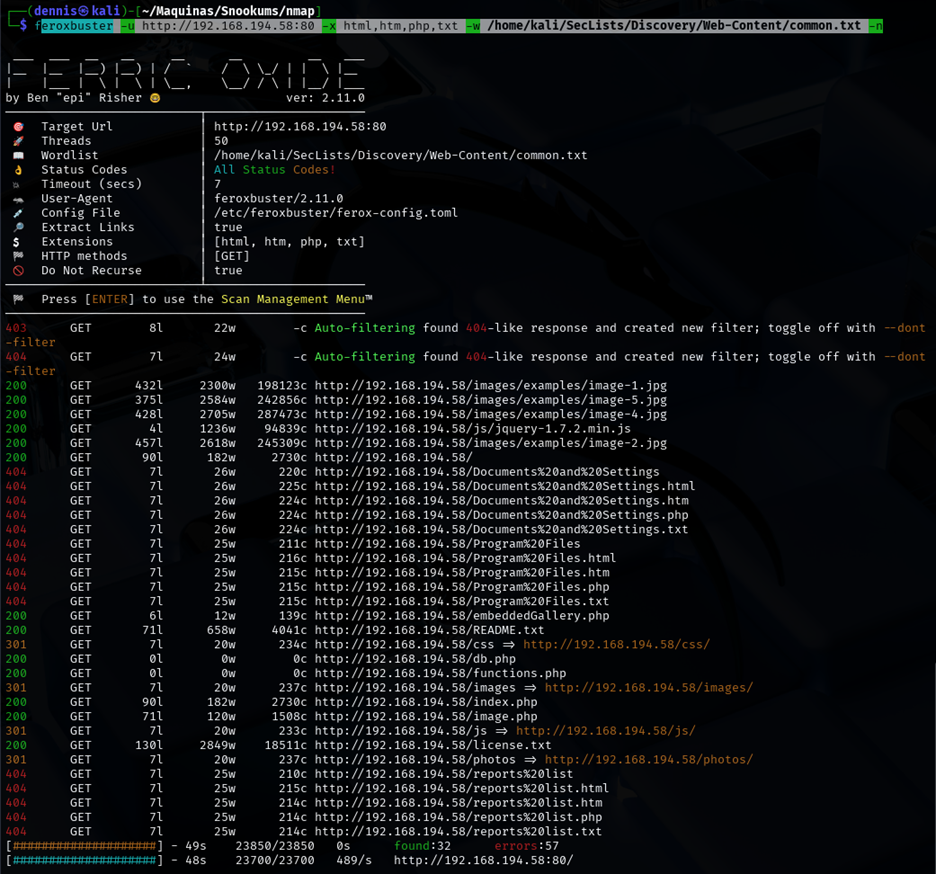 (dennis㉿kali)-[~/Maquinas/Snookums/nmap]
$ feroxbuster -u http://192.168.194.58:80 -x html,htm,php,txt -w /home/kali/SecLists/Discovery/Web-Content/common.txt -n
FERRIC OXIDE
by Ben "epi" Risher 🤓 ver: 2.11.0
🎯 Target Url │ http://192.168.194.58:80
🚀 Threads │ 50
📖 Wordlist │ /home/kali/SecLists/Discovery/Web-Content/common.txt
👌 Status Codes │ All Status Codes!
💥 Timeout (secs) │ 7
🦡 User-Agent │ feroxbuster/2.11.0
💉 Config File │ /etc/feroxbuster/ferox-config.toml
🔎 Extract Links │ true
💲 Extensions │ [html, htm, php, txt]
🏁 HTTP methods │ [GET]
🚫 Do Not Recurse │ true
🏁 Press [ENTER] to use the Scan Management Menu™
403 GET 8l 22w -c Auto-filtering found 404-like response and created new filter; toggle off with --dont
-filter
404 GET 7l 24w -c Auto-filtering found 404-like response and created new filter; toggle off with --dont
-filter
200 GET 432l 2300w 198123c http://192.168.194.58/images/examples/image-1.jpg
200 GET 375l 2584w 242856c http://192.168.194.58/images/examples/image-5.jpg
200 GET 428l 2705w 287473c http://192.168.194.58/images/examples/image-4.jpg
200 GET 4l 1236w 94839c http://192.168.194.58/js/jquery-1.7.2.min.js
200 GET 457l 2618w 245309c http://192.168.194.58/images/examples/image-2.jpg
200 GET 90l 182w 2730c http://192.168.194.58/
404 GET 7l 26w 220c http://192.168.194.58/Documents%20and%20Settings
404 GET 7l 26w 225c http://192.168.194.58/Documents%20and%20Settings.html
404 GET 7l 26w 224c http://192.168.194.58/Documents%20and%20Settings.htm
404 GET 7l 26w 224c http://192.168.194.58/Documents%20and%20Settings.php
404 GET 7l 26w 224c http://192.168.194.58/Documents%20and%20Settings.txt
404 GET 7l 25w 211c http://192.168.194.58/Program%20Files
404 GET 7l 25w 216c http://192.168.194.58/Program%20Files.html
404 GET 7l 25w 215c http://192.168.194.58/Program%20Files.htm
404 GET 7l 25w 215c http://192.168.194.58/Program%20Files.php
404 GET 7l 25w 215c http://192.168.194.58/Program%20Files.txt
200 GET 6l 12w 139c http://192.168.194.58/embeddedGallery.php
200 GET 71l 658w 4041c http://192.168.194.58/README.txt
301 GET 7l 20w 234c http://192.168.194.58/css => http://192.168.194.58/css/
200 GET 0l 0w 0c http://192.168.194.58/db.php
200 GET 0l 0w 0c http://192.168.194.58/functions.php
301 GET 7l 20w 237c http://192.168.194.58/images => http://192.168.194.58/images/
200 GET 90l 182w 2730c http://192.168.194.58/index.php
200 GET 71l 120w 1508c http://192.168.194.58/image.php
301 GET 7l 20w 233c http://192.168.194.58/js => http://192.168.194.58/js/
200 GET 130l 2849w 18511c http://192.168.194.58/license.txt
301 GET 7l 20w 237c http://192.168.194.58/photos => http://192.168.194.58/photos/
404 GET 7l 25w 210c http://192.168.194.58/reports%20list
404 GET 7l 25w 215c http://192.168.194.58/reports%20list.html
404 GET 7l 25w 214c http://192.168.194.58/reports%20list.htm
404 GET 7l 25w 214c http://192.168.194.58/reports%20list.php
404 GET 7l 25w 214c http://192.168.194.58/reports%20list.txt
[####################] - 49s 23850/23850 0s found:32 errors:57
[####################] - 48s 23700/23700 489/s http://192.168.194.58:80/